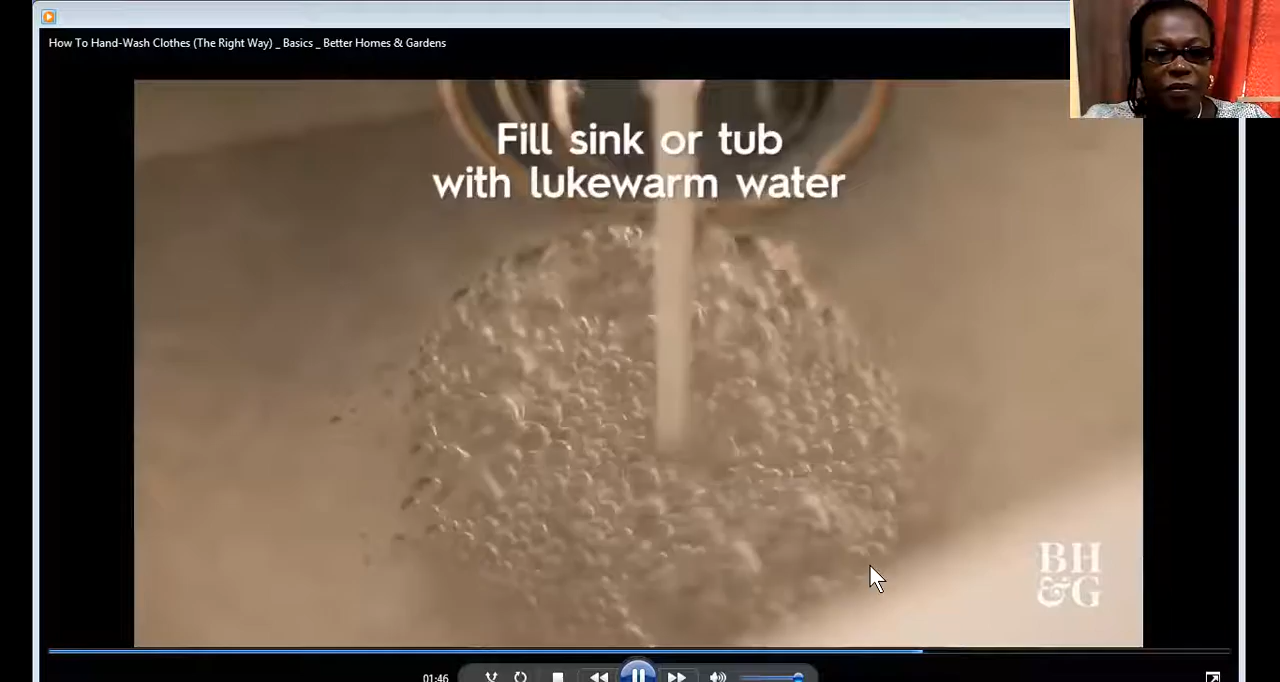 How To Hand-Wash Clothes (The Right Way) _ Basics _ Better Homes & Gardens
Fill sink or tub
with lukewarm water
BH
&G
01:46